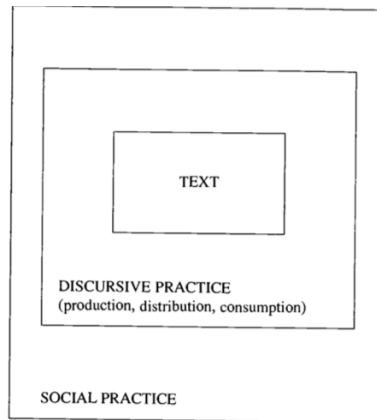 TEXT
DISCURSIVE PRACTICE
(production, distribution, consumption)
SOCIAL PRACTICE